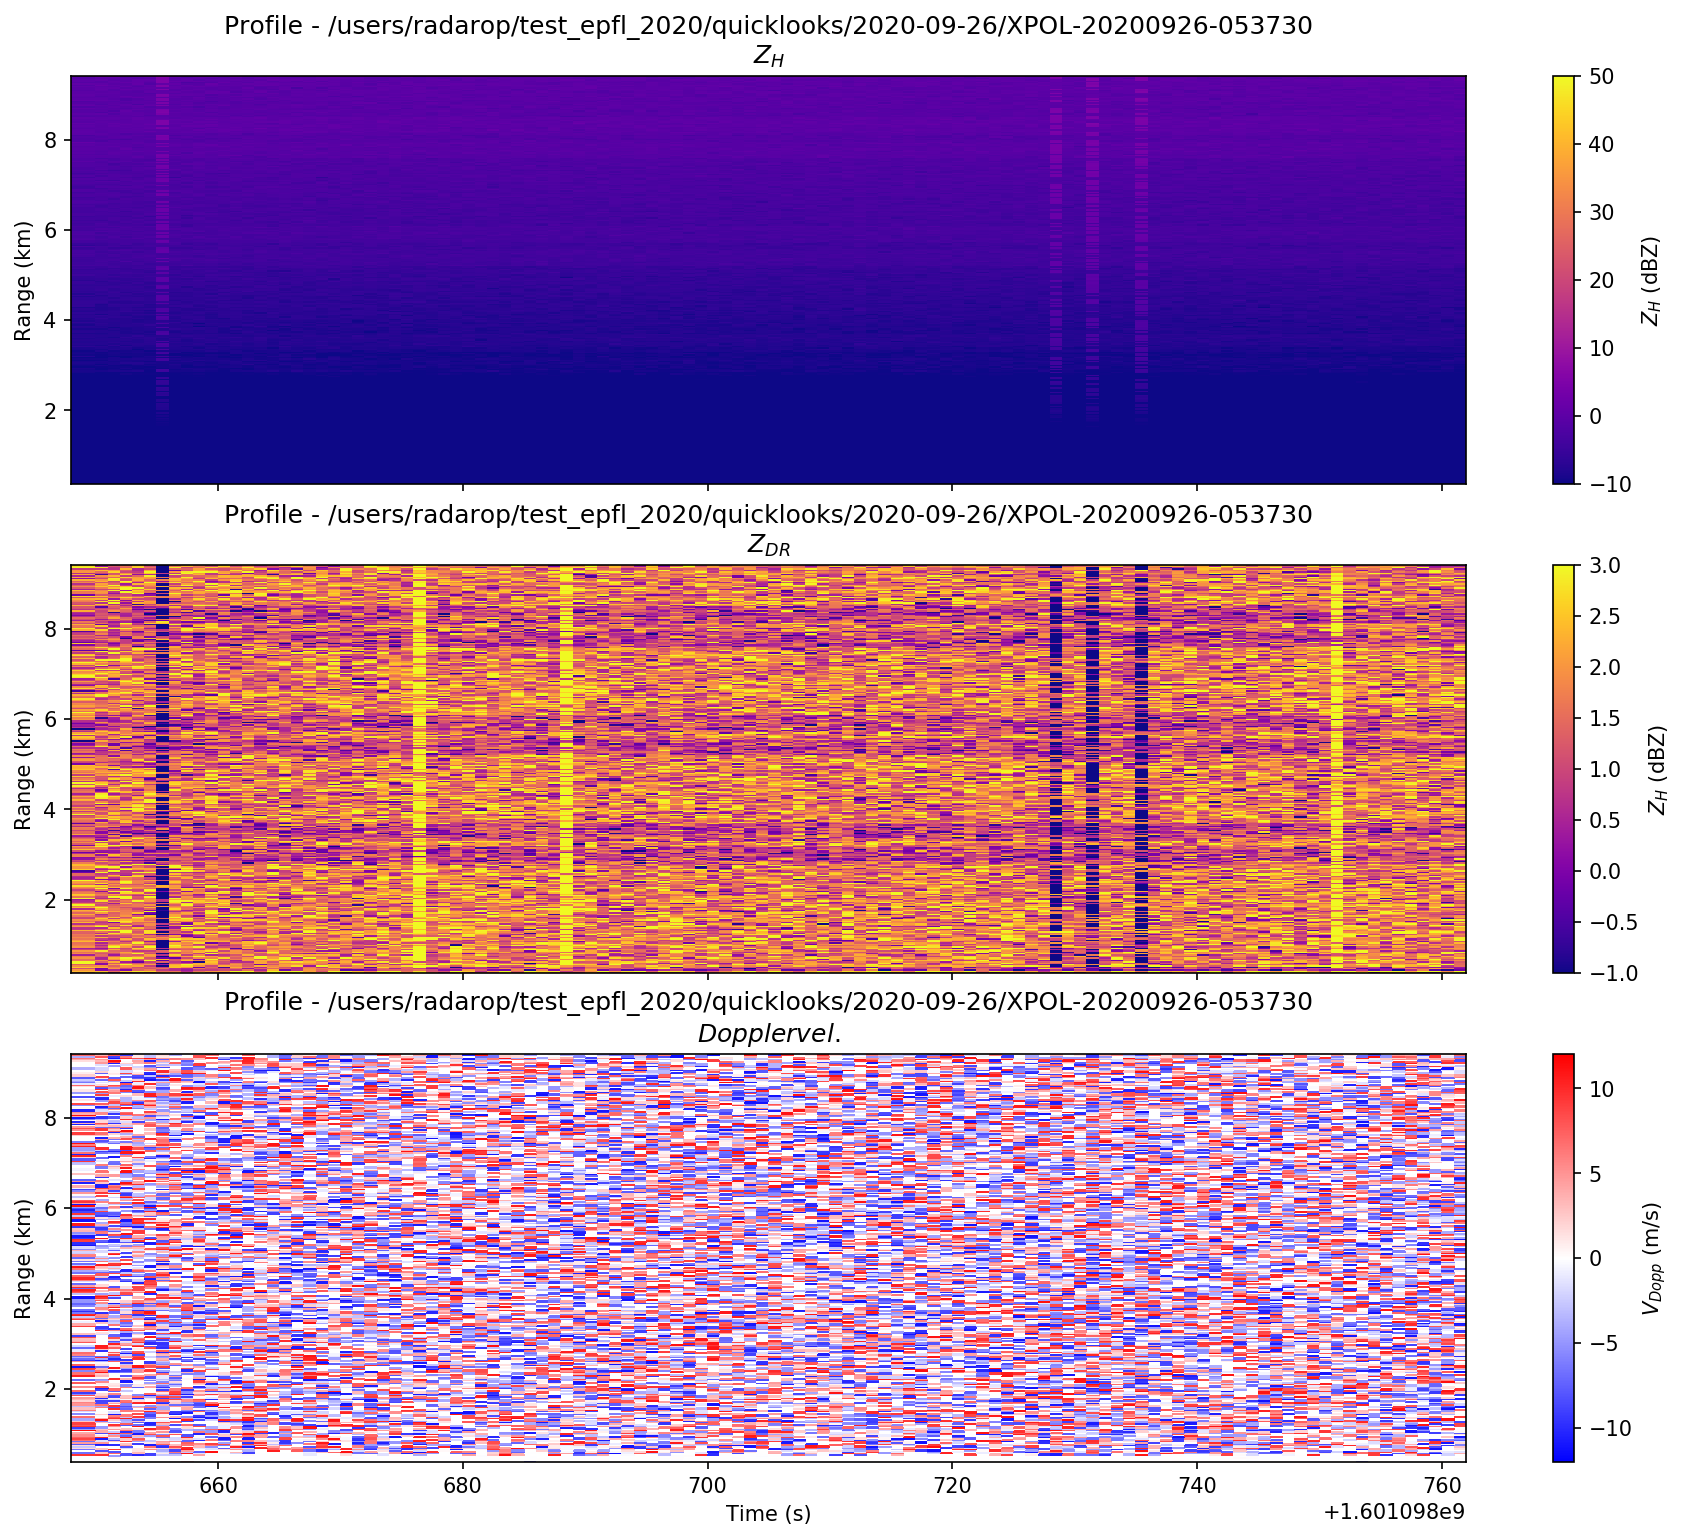 Profile - /users/radarop/test_epfl_2020/quicklooks/2020-09-26/XPOL-20200926-053730
Z_H
8
6
4
2
Range (km)
50
40
30
20
10
0
−10
Z_H (dBZ)
Profile - /users/radarop/test_epfl_2020/quicklooks/2020-09-26/XPOL-20200926-053730
Z_DR
8
6
4
2
Range (km)
3.0
2.5
2.0
1.5
1.0
0.5
0.0
−0.5
−1.0
Z_H (dBZ)
Profile - /users/radarop/test_epfl_2020/quicklooks/2020-09-26/XPOL-20200926-053730
Dopplervel.
8
6
4
2
Range (km)
10
5
0
−5
−10
V_Dopp (m/s)
660 680 700 720 740 760
Time (s)
+1.601098e9